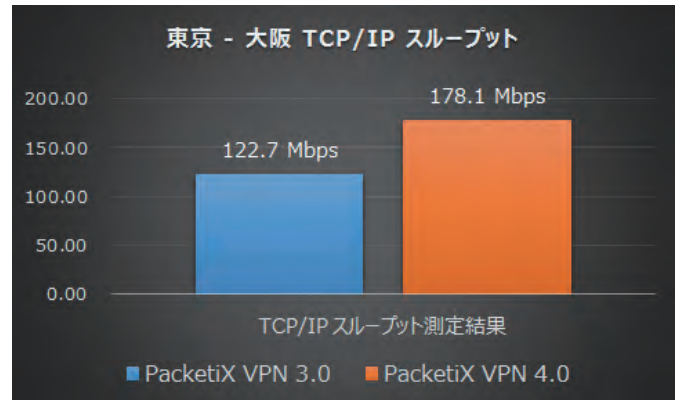 東京 - 大阪 TCP/IP スループット
200.00
178.1 Mbps
150.00
122.7 Mbps
100.00
50.00
0.00
TCP/IPスループット測定結果
PacketiX VPN 3.0 PacketiX VPN 4.0